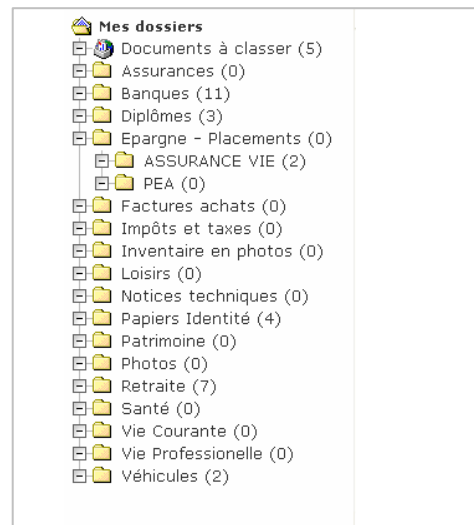 Mes dossiers
Documents à classer (5)
Assurances (0)
Banques (11)
Diplômes (3)
Epargne - Placements (0)
ASSURANCE VIE (2)
PEA (0)
Factures achats (0)
Impôts et taxes (0)
Inventaire en photos (0)
Loisirs (0)
Notices techniques (0)
Papiers Identité (4)
Patrimoine (0)
Photos (0)
Retraite (7)
Santé (0)
Vie Courante (0)
Vie Professionelle (0)
Véhicules (2)